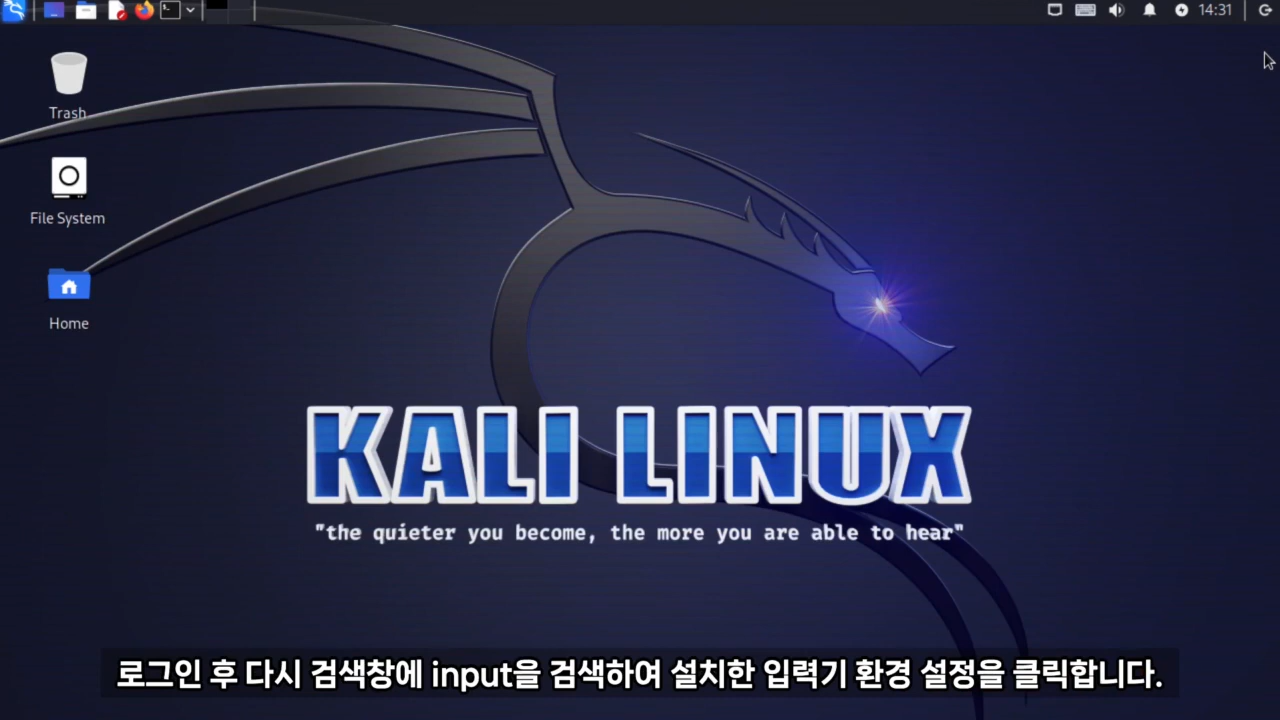 14:31
Trash
File System
Home
KALI LINUX
"the quieter you become, the more you are able to hear"
로그인 후 다시 검색창에 input을 검색하여 설치한 입력기 환경 설정을 클릭합니다.